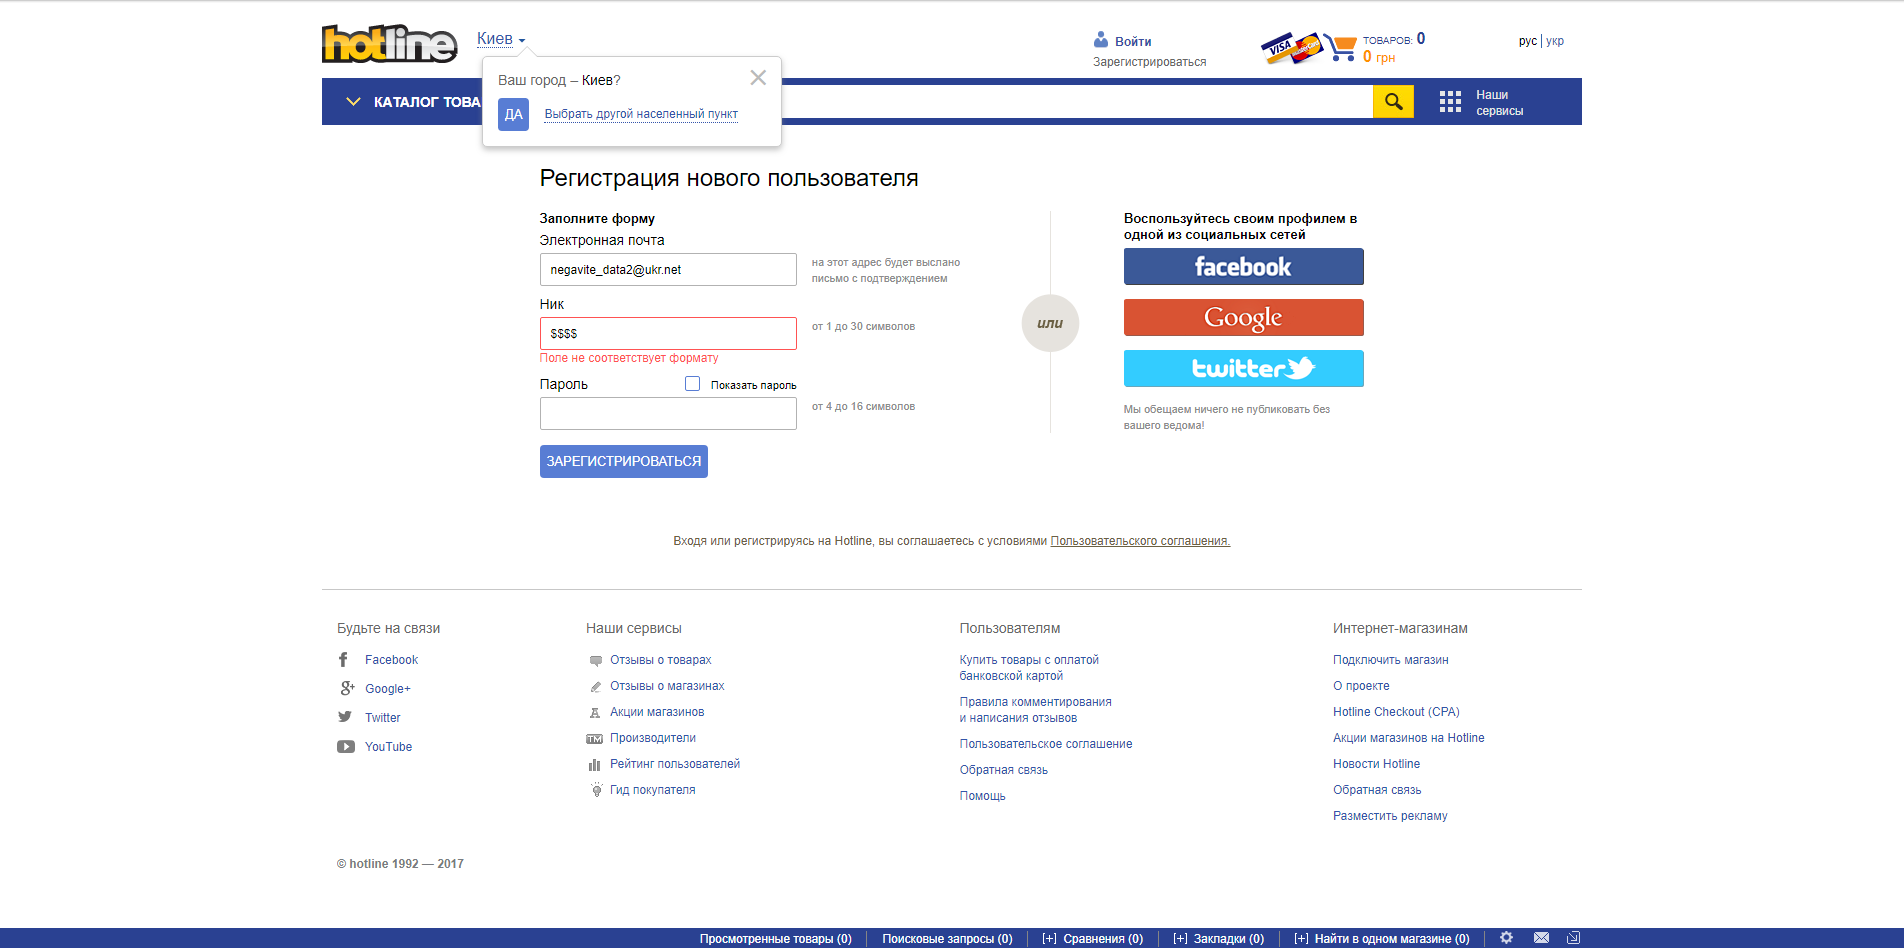 hotline
Киев
Войти
Зарегистрироваться
VISA
ТОВАРОВ: 0
0 грн
рус | укр
Ваш город – Киев?
ДА
Выбрать другой населенный пункт
КАТАЛОГ ТОВА
Наши
сервисы
Регистрация нового пользователя
Заполните форму
Электронная почта
negavite_data2@ukr.net
на этот адрес будет выслано
письмо с подтверждением
Ник
$$$$
от 1 до 30 символов
Поле не соответствует формату
Пароль
Показать пароль
от 4 до 16 символов
ЗАРЕГИСТРИРОВАТЬСЯ
или
Воспользуйтесь своим профилем в
одной из социальных сетей
facebook
Google
twitter
Мы обещаем ничего не публиковать без
вашего ведома!
Входя или регистрируясь на Hotline, вы соглашаетесь с условиями Пользовательского соглашения.
Будьте на связи
Facebook
Google+
Twitter
YouTube
Наши сервисы
Отзывы о товарах
Отзывы о магазинах
Акции магазинов
TM Производители
Рейтинг пользователей
Гид покупателя
Пользователям
Купить товары с оплатой
банковской картой
Правила комментирования
и написания отзывов
Пользовательское соглашение
Обратная связь
Помощь
Интернет-магазинам
Подключить магазин
О проекте
Hotline Checkout (CPA)
Акции магазинов на Hotline
Новости Hotline
Обратная связь
Разместить рекламу
© hotline 1992 — 2017
Просмотренные товары (0)
Поисковые запросы (0)
[+] Сравнения (0)
[+] Закладки (0)
[+] Найти в одном магазине (0)